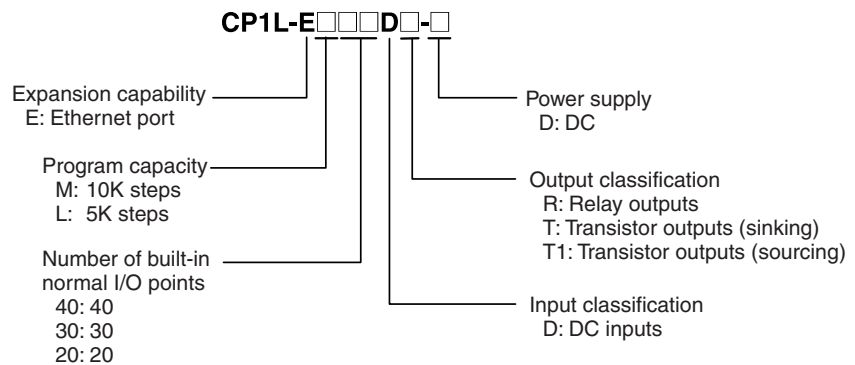 CP1L-E□□□D□-□
Expansion capability
E: Ethernet port
Program capacity
M: 10K steps
L: 5K steps
Number of built-in
normal I/O points
40: 40
30: 30
20: 20
Power supply
D: DC
Output classification
R: Relay outputs
T: Transistor outputs (sinking)
T1: Transistor outputs (sourcing)
Input classification
D: DC inputs